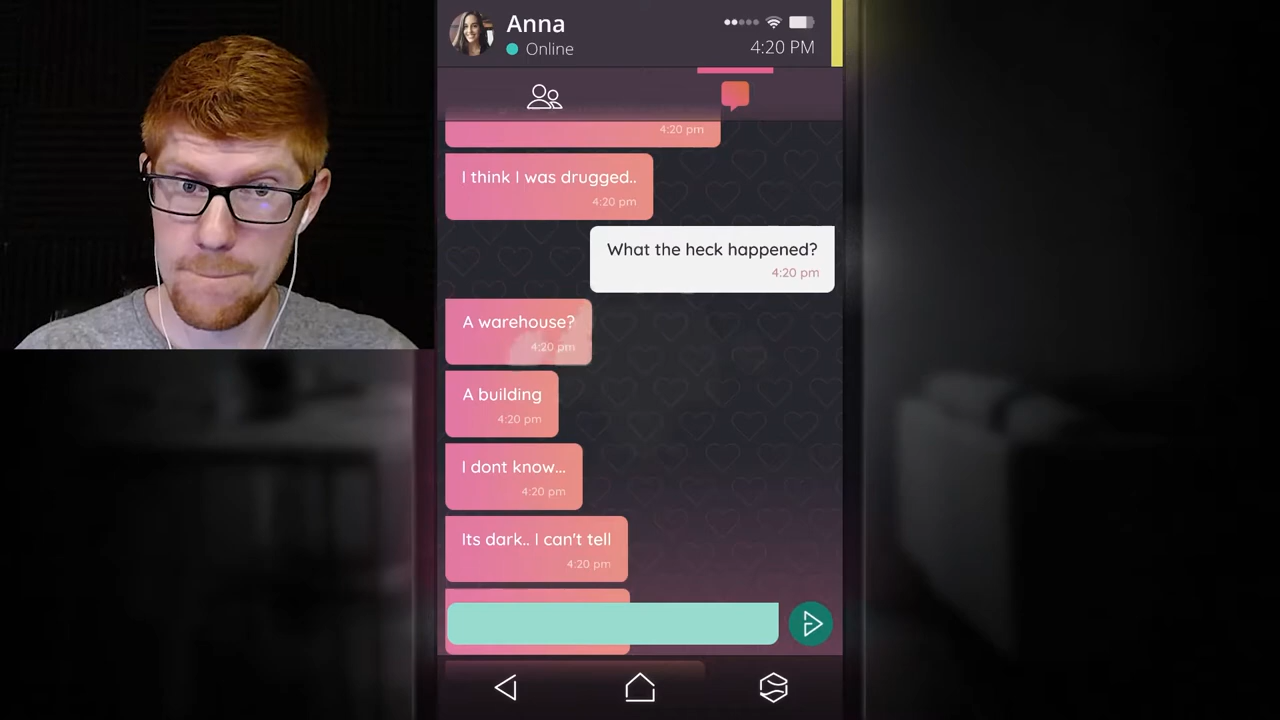 Anna
Online
4:20 PM
4:20 pm
I think I was drugged..
4:20 pm
What the heck happened?
4:20 pm
A warehouse?
4:20 pm
A building
4:20 pm
I dont know...
4:20 pm
Its dark.. I can't tell
4:20 pm